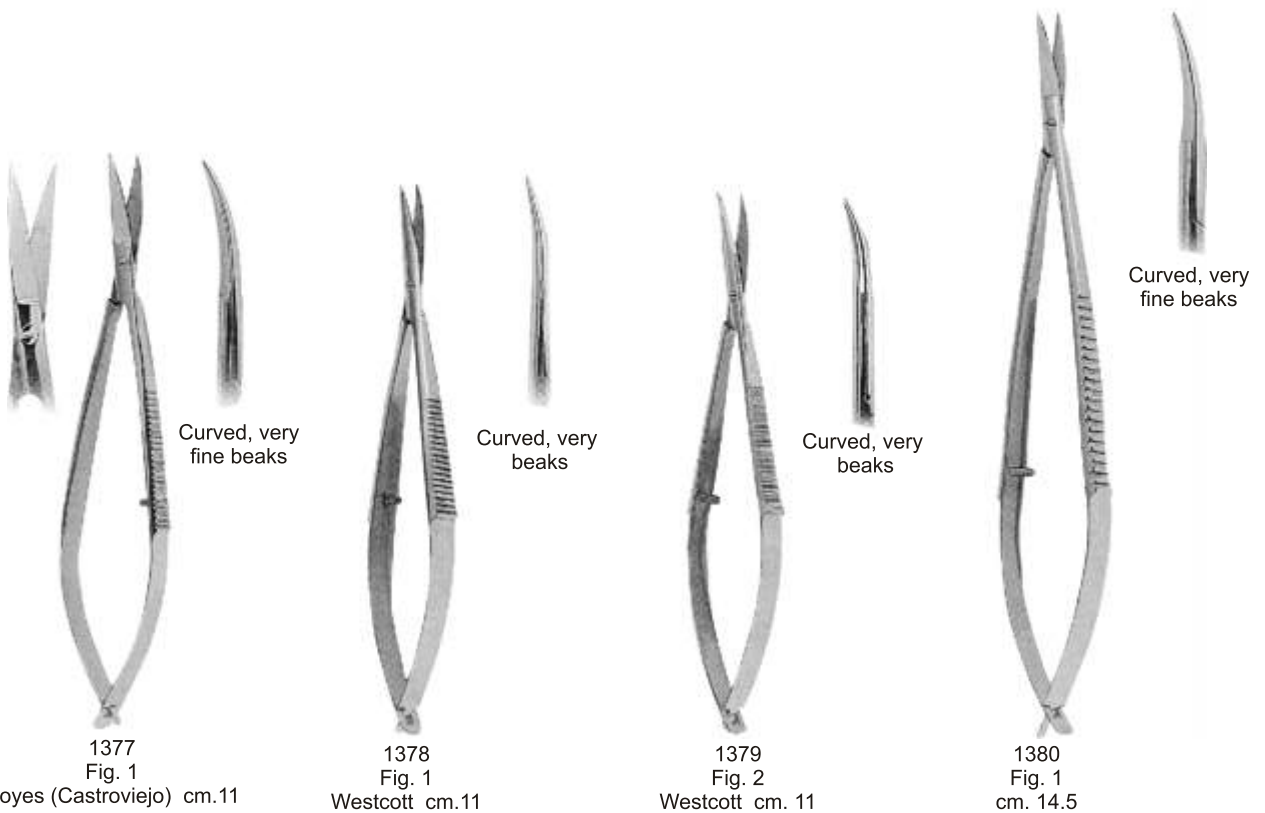 Curved, very
fine beaks
Curved, very
beaks
Curved, very
beaks
Curved, very
fine beaks
1377
Fig. 1
oyes (Castroviejo) cm.11
1378
Fig. 1
Westcott cm.11
1379
Fig. 2
Westcott cm. 11
1380
Fig. 1
cm. 14.5